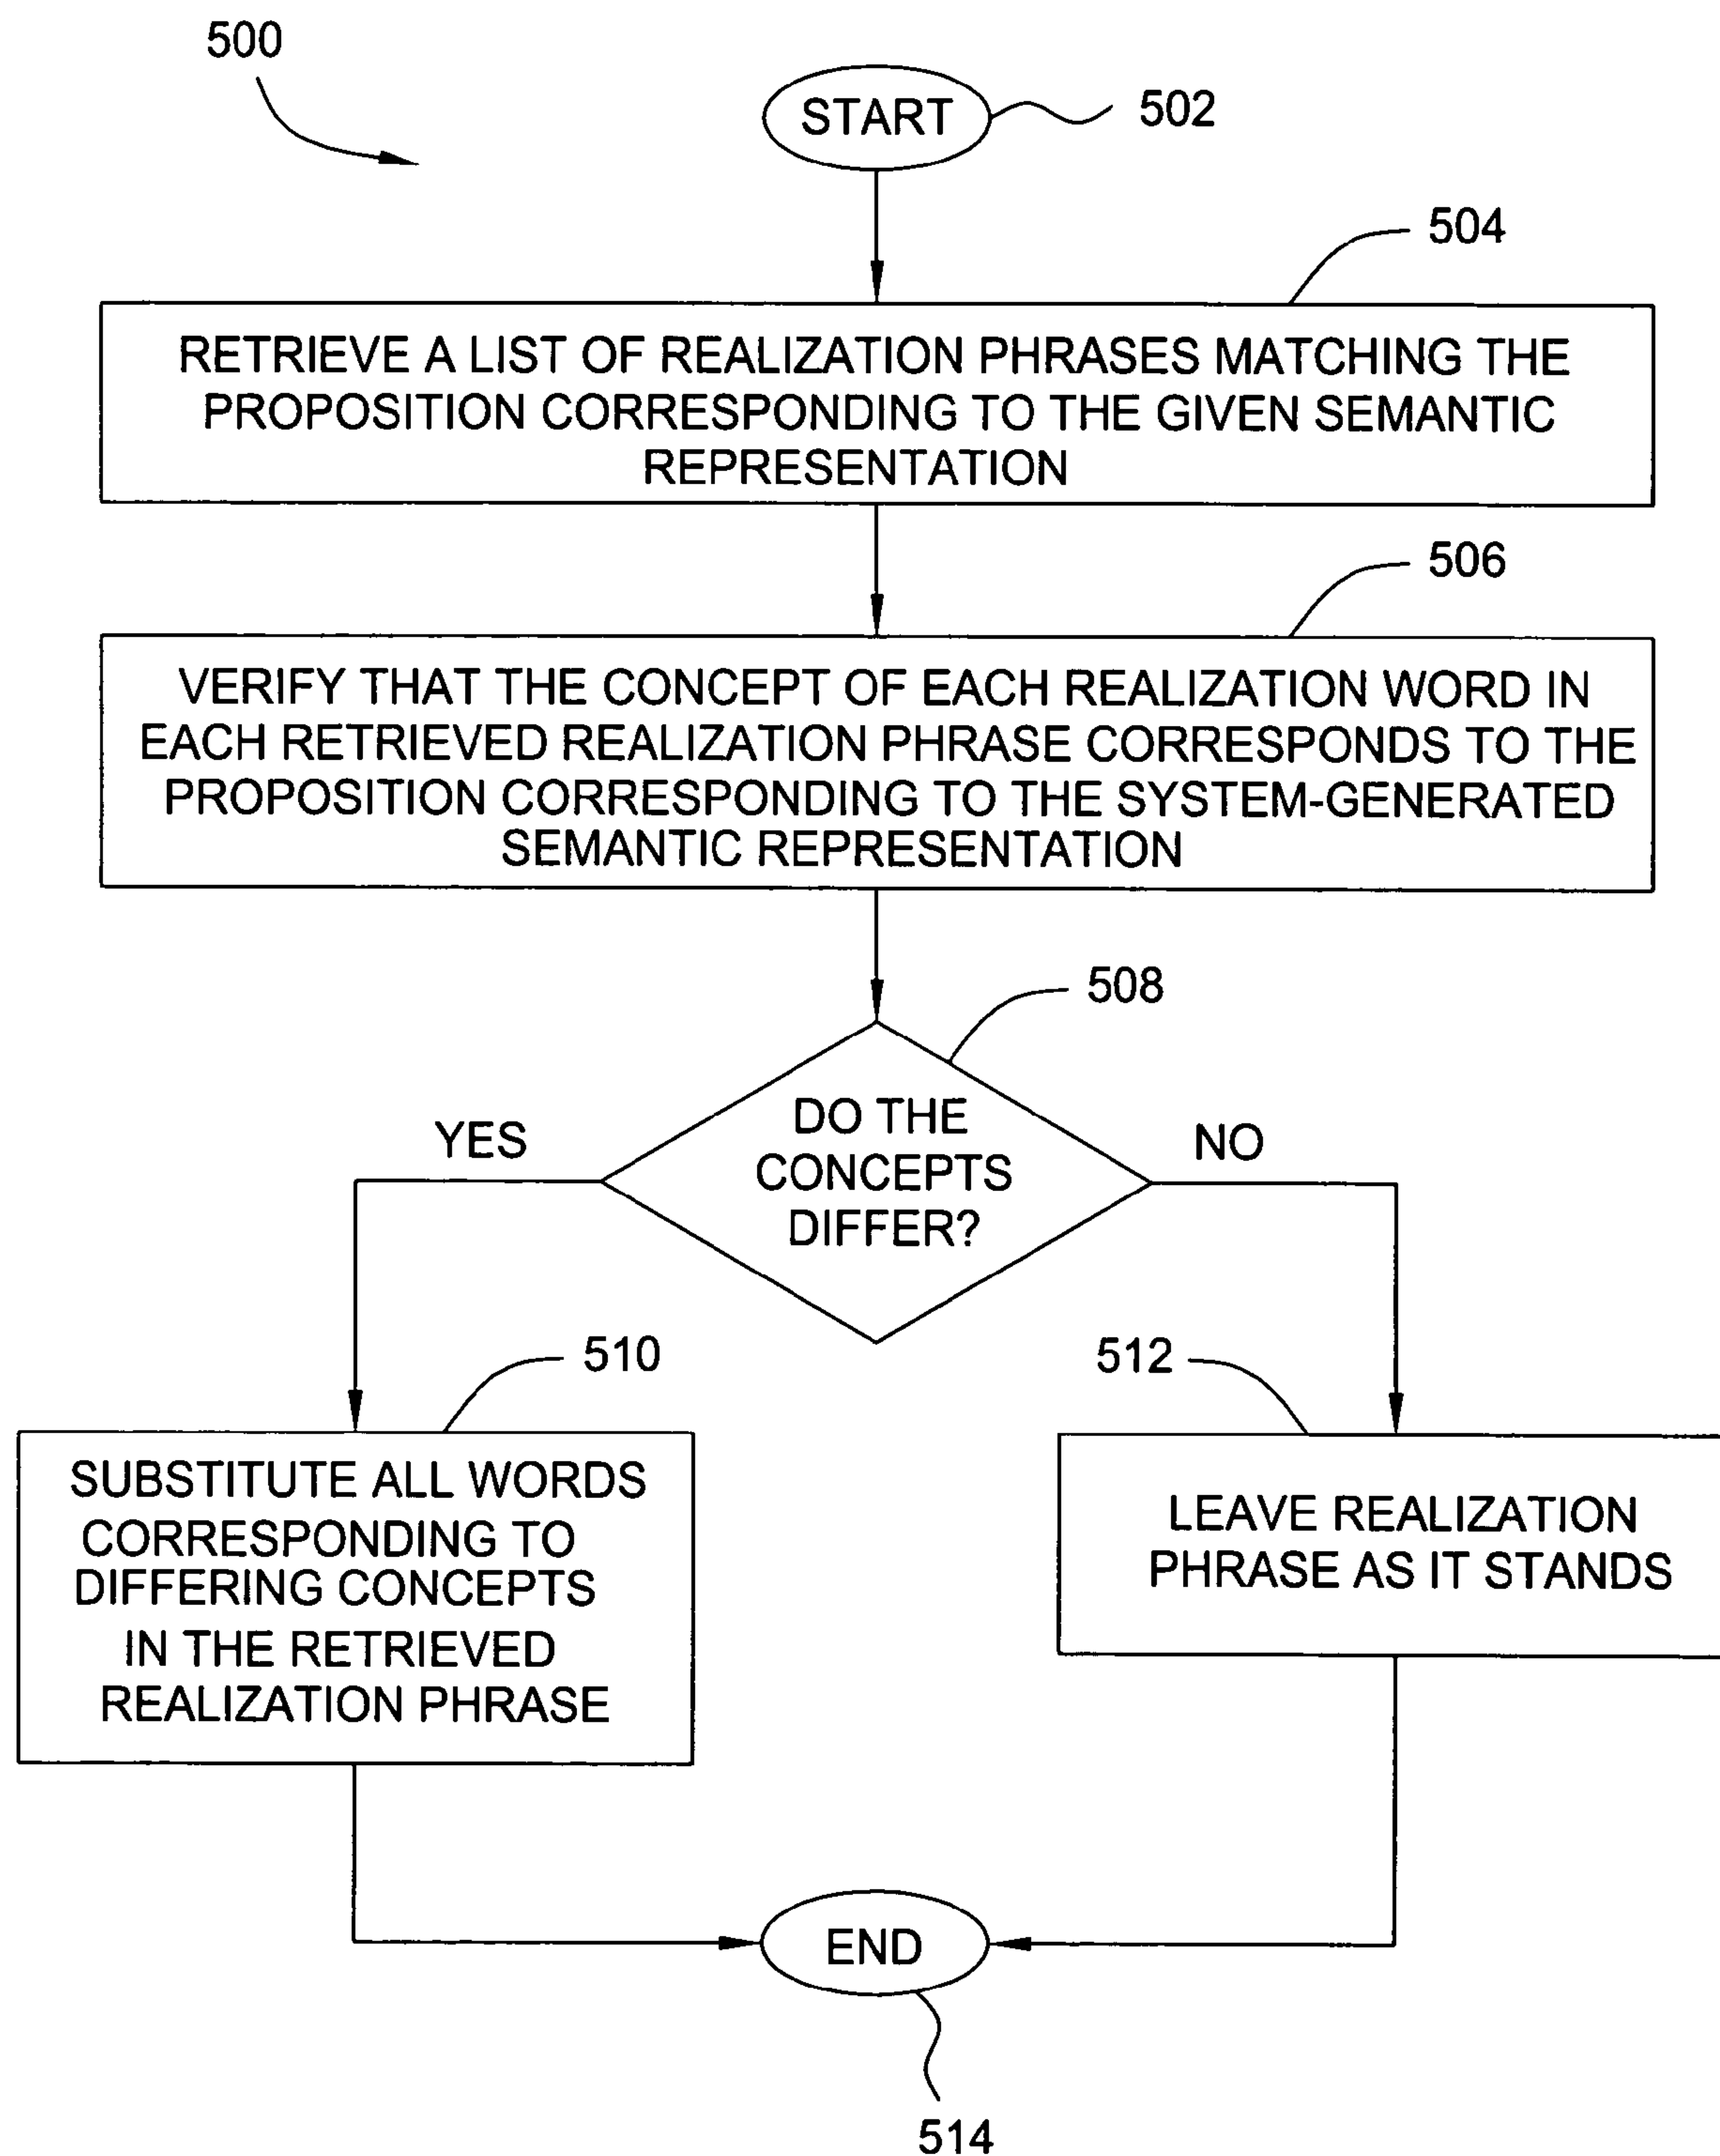 500
START
502
504
RETRIEVE A LIST OF REALIZATION PHRASES MATCHING THE
PROPOSITION CORRESPONDING TO THE GIVEN SEMANTIC
REPRESENTATION
506
VERIFY THAT THE CONCEPT OF EACH REALIZATION WORD IN
EACH RETRIEVED REALIZATION PHRASE CORRESPONDS TO THE
PROPOSITION CORRESPONDING TO THE SYSTEM-GENERATED
SEMANTIC REPRESENTATION
508
DO THE
CONCEPTS
DIFFER?
YES
NO
510
SUBSTITUTE ALL WORDS
CORRESPONDING TO
DIFFERING CONCEPTS
IN THE RETRIEVED
REALIZATION PHRASE
512
LEAVE REALIZATION
PHRASE AS IT STANDS
END
514